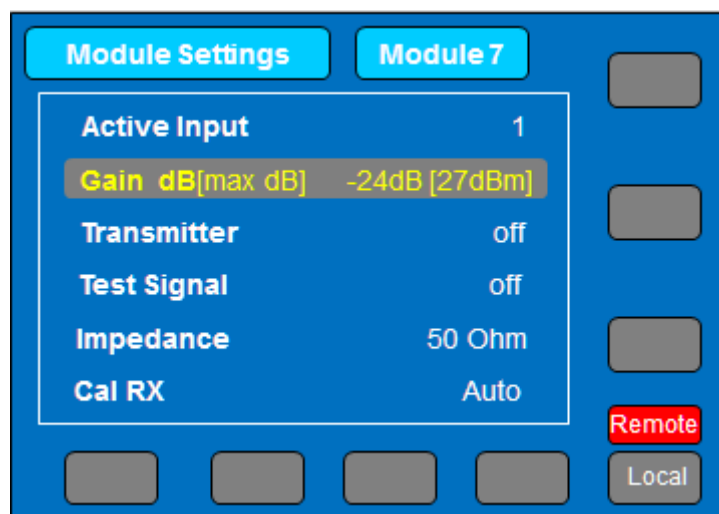 Module Settings Module 7
Active Input 1
Gain dB[max dB] -24dB [27dBm]
Transmitter off
Test Signal off
Impedance 50 Ohm
Cal RX Auto
Remote
Local